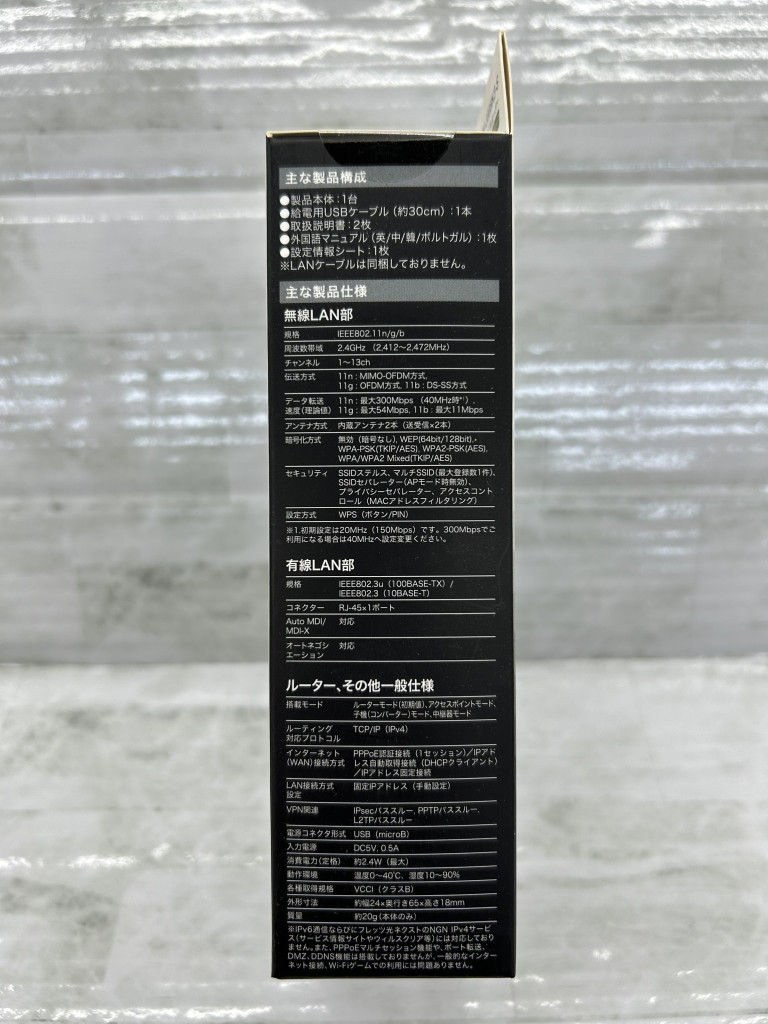 主な製品構成
●製品本体：1台
●給電用USBケーブル（約30cm）：1本
●取扱説明書：2枚
●外国語マニュアル（英/中/韓/ポルトガル）：1枚
●設定情報シート：1枚
※LANケーブルは同梱しておりません。
主な製品仕様
無線LAN部
規格 IEEE802.11n/g/b
周波数帯域 2.4GHz（2,412〜2,472MHz）
チャンネル 1〜13ch
伝送方式 11n：MIMO-OFDM方式,
11g：OFDM方式, 11b：DS-SS方式
データ転送 11n：最大300Mbps（40MHz時*¹）,
速度（理論値） 11g：最大54Mbps, 11b：最大11Mbps
アンテナ方式 内蔵アンテナ2本（送受信×2本）
暗号化方式 無効（暗号なし）, WEP(64bit/128bit),
WPA-PSK(TKIP/AES), WPA2-PSK(AES),
WPA/WPA2 Mixed(TKIP/AES)
セキュリティ SSIDステルス、マルチSSID（最大登録数1件）、
SSIDセパレーター（APモード時無効）、
プライバシーセパレーター、アクセスコント
ロール（MACアドレスフィルタリング）
設定方式 WPS（ボタン/PIN）
※1.初期設定は20MHz（150Mbps）です。300Mbpsでご
利用になる場合は40MHzへ設定変更ください。
有線LAN部
規格 IEEE802.3u（100BASE-TX）/
IEEE802.3（10BASE-T）
コネクター RJ-45×1ポート
Auto MDI/ 対応
MDI-X
オートネゴシ 対応
エーション
ルーター、その他一般仕様
搭載モード ルーターモード（初期値）、アクセスポイントモード、
子機（コンバーター）モード、中継器モード
ルーティング TCP/IP（IPv4）
対応プロトコル
インターネット PPPoE認証接続（1セッション）／IPアド
（WAN）接続方式 レス自動取得接続（DHCPクライアント）
／IPアドレス固定接続
LAN接続方式 固定IPアドレス（手動設定）
設定
VPN関連 IPsecパススルー, PPTPパススルー,
L2TPパススルー
電源コネクタ形式 USB（microB）
入力電源 DC5V, 0.5A
消費電力（定格） 約2.4W（最大）
動作環境 温度0〜40℃、湿度10〜90%
各種取得規格 VCCI（クラスB）
外形寸法 約幅24×奥行き65×高さ18mm
質量 約20g（本体のみ）
※IPv6通信ならびにフレッツ光ネクストのNGN IPv4サービ
ス（サービス情報サイトやウィルスクリア等）には対応しており
ません。また、PPPoEマルチセッション機能や、ポート転送、
DMZ、DDNS機能は搭載しておりませんが、一般的なインター
ネット接続、Wi-Fiゲームでの利用には問題ありません。